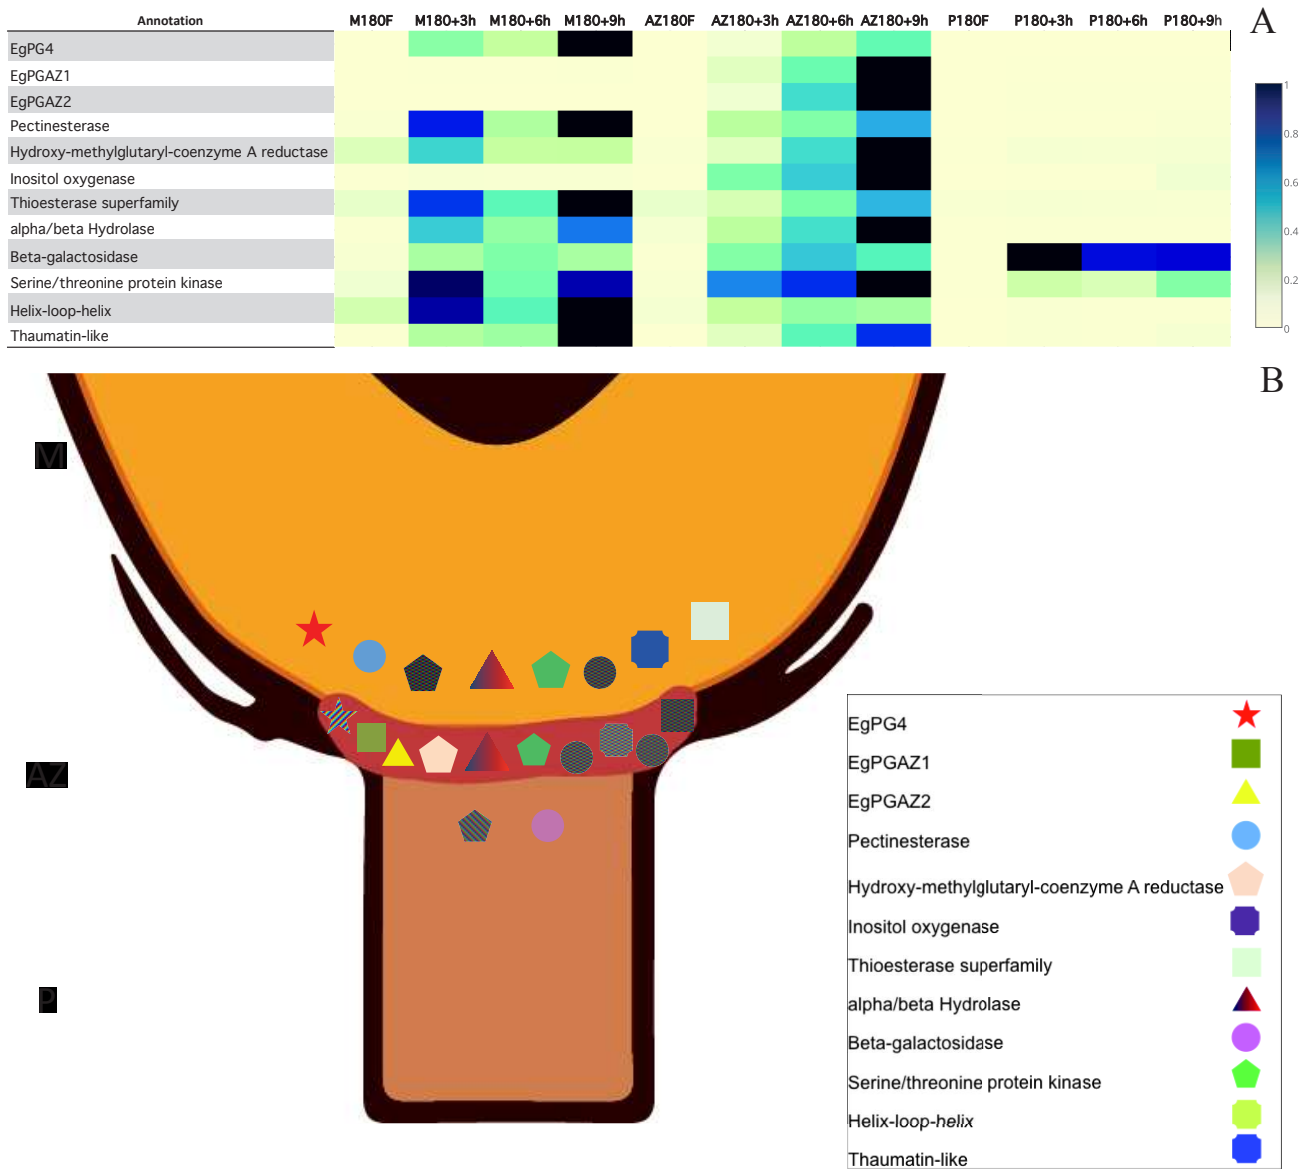 A
Annotation M180F M180+3h M180+6h M180+9h AZ180F AZ180+3h AZ180+6h AZ180+9h P180F P180+3h P180+6h P180+9h
EgPG4
EgPGAZ1
EgPGAZ2
Pectinesterase
Hydroxy-methylglutaryl-coenzyme A reductase
Inositol oxygenase
Thioesterase superfamily
alpha/beta Hydrolase
Beta-galactosidase
Serine/threonine protein kinase
Helix-loop-helix
Thaumatin-like
1
0.8
0.6
0.4
0.2
0
B
M
AZ
P
EgPG4
EgPGAZ1
EgPGAZ2
Pectinesterase
Hydroxy-methylglutaryl-coenzyme A reductase
Inositol oxygenase
Thioesterase superfamily
alpha/beta Hydrolase
Beta-galactosidase
Serine/threonine protein kinase
Helix-loop-helix
Thaumatin-like